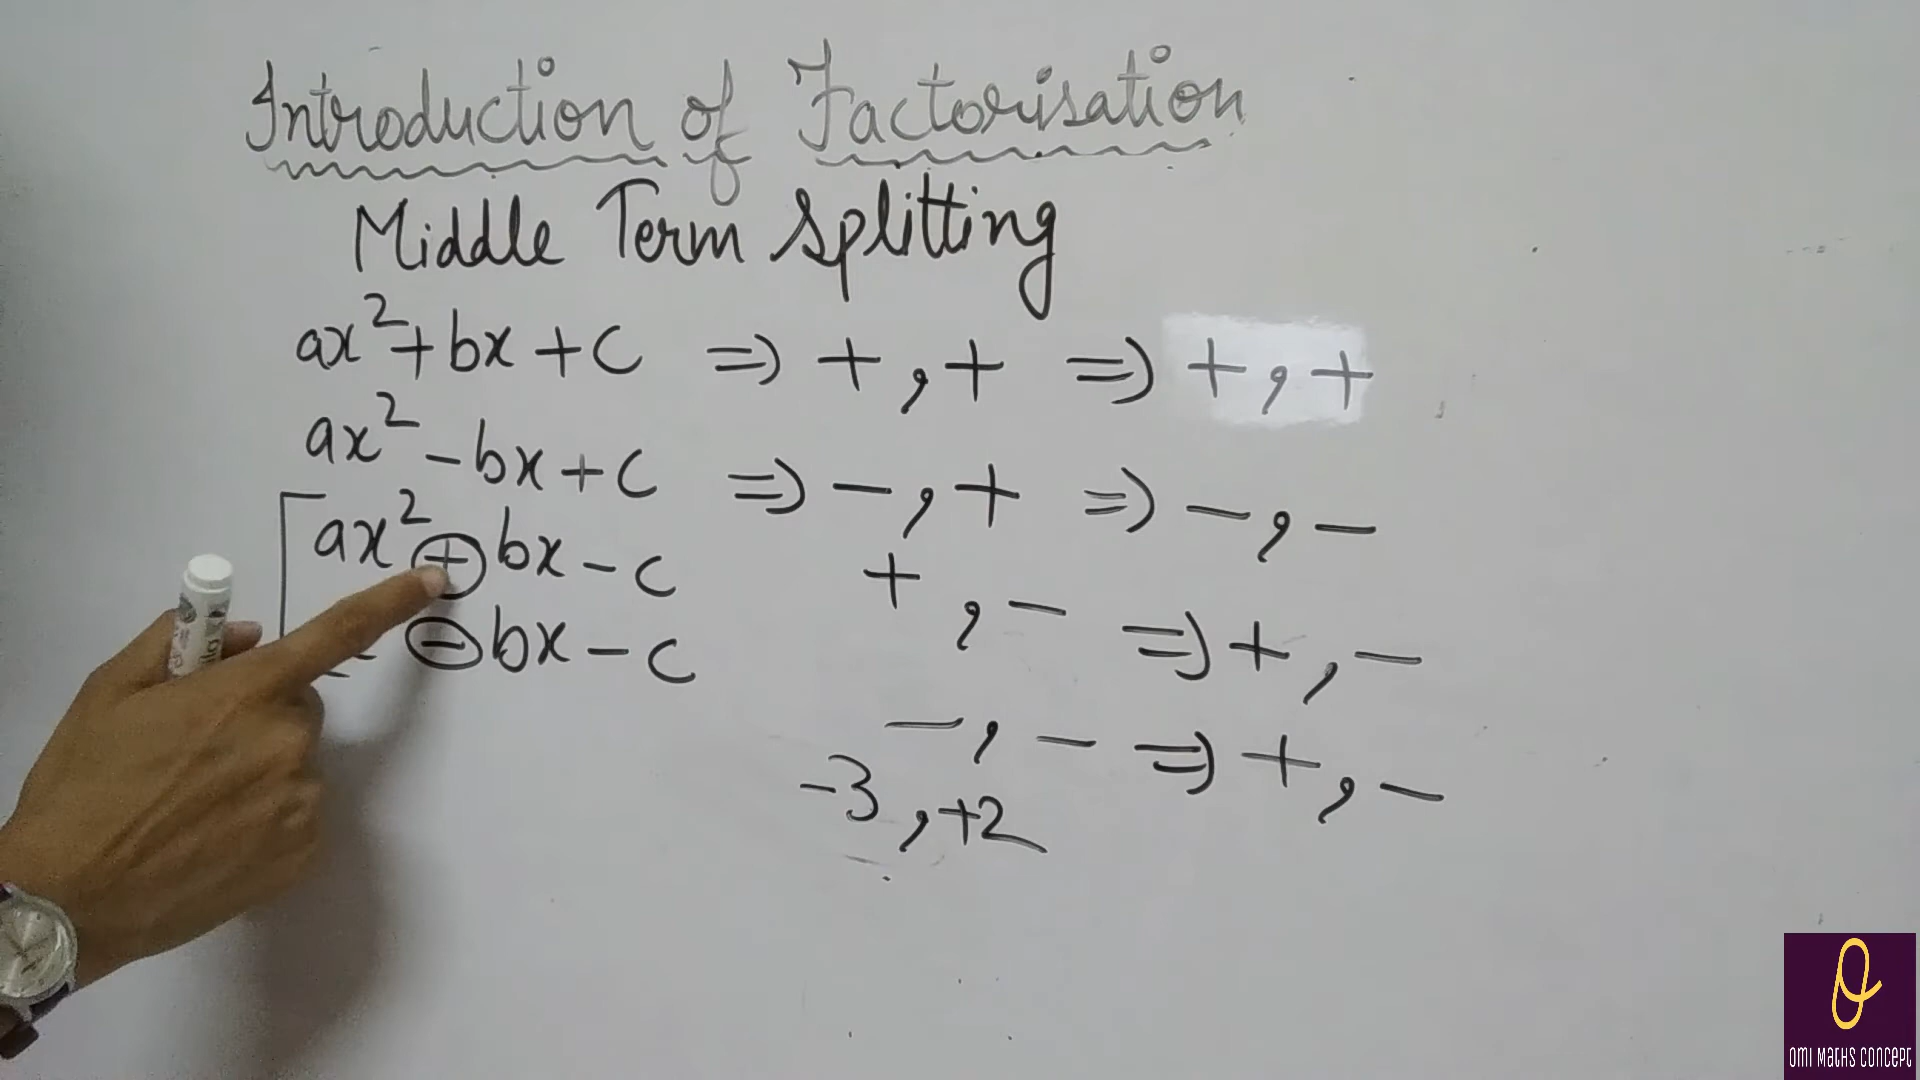 Introduction of Factorisation
Middle Term Splitting
ax² + bx + c ⇒ +, + ⇒ +, +
ax² - bx + c ⇒ -, + ⇒ -, -
ax² + bx - c +, - ⇒ +, -
- bx - c -, - ⇒ +, -
-3, +2
OMI MATHS CONCEPT